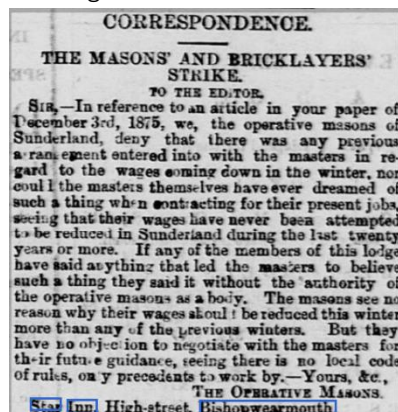 CORRESPONDENCE.
THE MASONS' AND BRICKLAYERS'
STRIKE.
TO THE EDITOR.
SIR,—In reference to an article in your paper of
December 3rd, 1875, we, the operative masons of
Sunderland, deny that there was any previous
arrangement entered into with the masters in re-
gard to the wages coming down in the winter, nor
could the masters themselves have ever dreamed of
such a thing when contracting for their present jobs,
seeing that their wages have never been attempted
to be reduced in Sunderland during the last twenty
years or more. If any of the members of this lodge
have said anything that led the masters to believe
such a thing they said it without the authority of
the operative masons as a body. The masons see no
reason why their wages should be reduced this winter
more than any of the previous winters. But they
have no objection to negotiate with the masters for
their future guidance, seeing there is no local code
of rules, only precedents to work by.—Yours, &c.,
THE OPERATIVE MASONS.
Star Inn, High-street, Bishopwearmouth